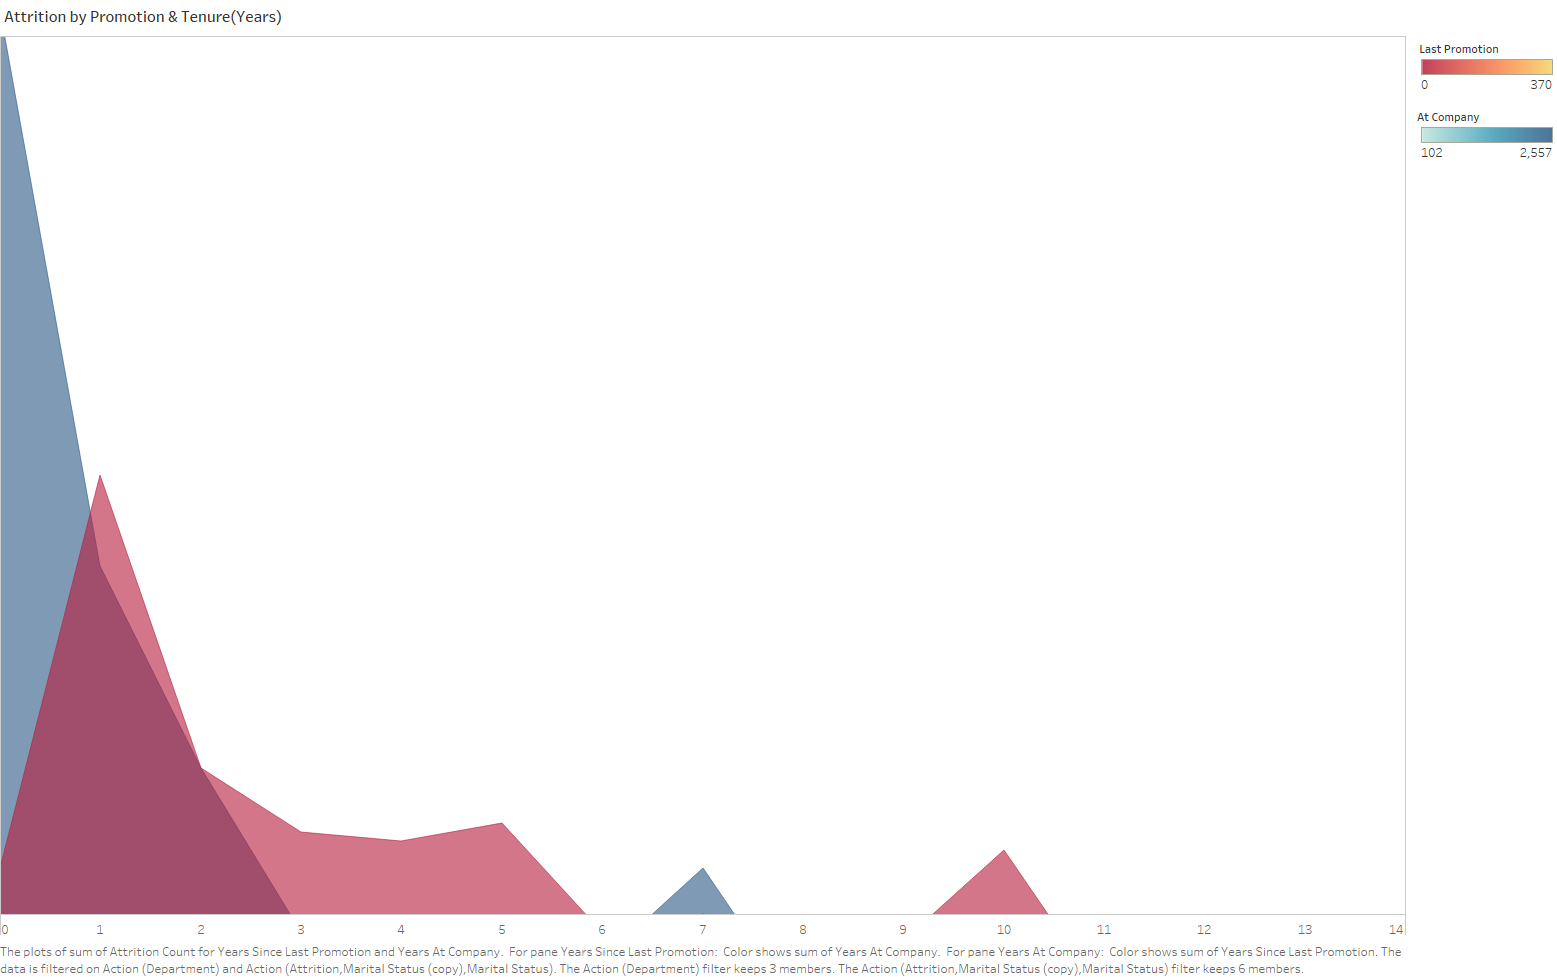 Attrition by Promotion & Tenure(Years)
Last Promotion
0 370
At Company
102 2,557
0 1 2 3 4 5 6 7 8 9 10 11 12 13 14
The plots of sum of Attrition Count for Years Since Last Promotion and Years At Company.  For pane Years Since Last Promotion:  Color shows sum of Years At Company.  For pane Years At Company:  Color shows sum of Years Since Last Promotion. The
data is filtered on Action (Department) and Action (Attrition,Marital Status (copy),Marital Status). The Action (Department) filter keeps 3 members. The Action (Attrition,Marital Status (copy),Marital Status) filter keeps 6 members.